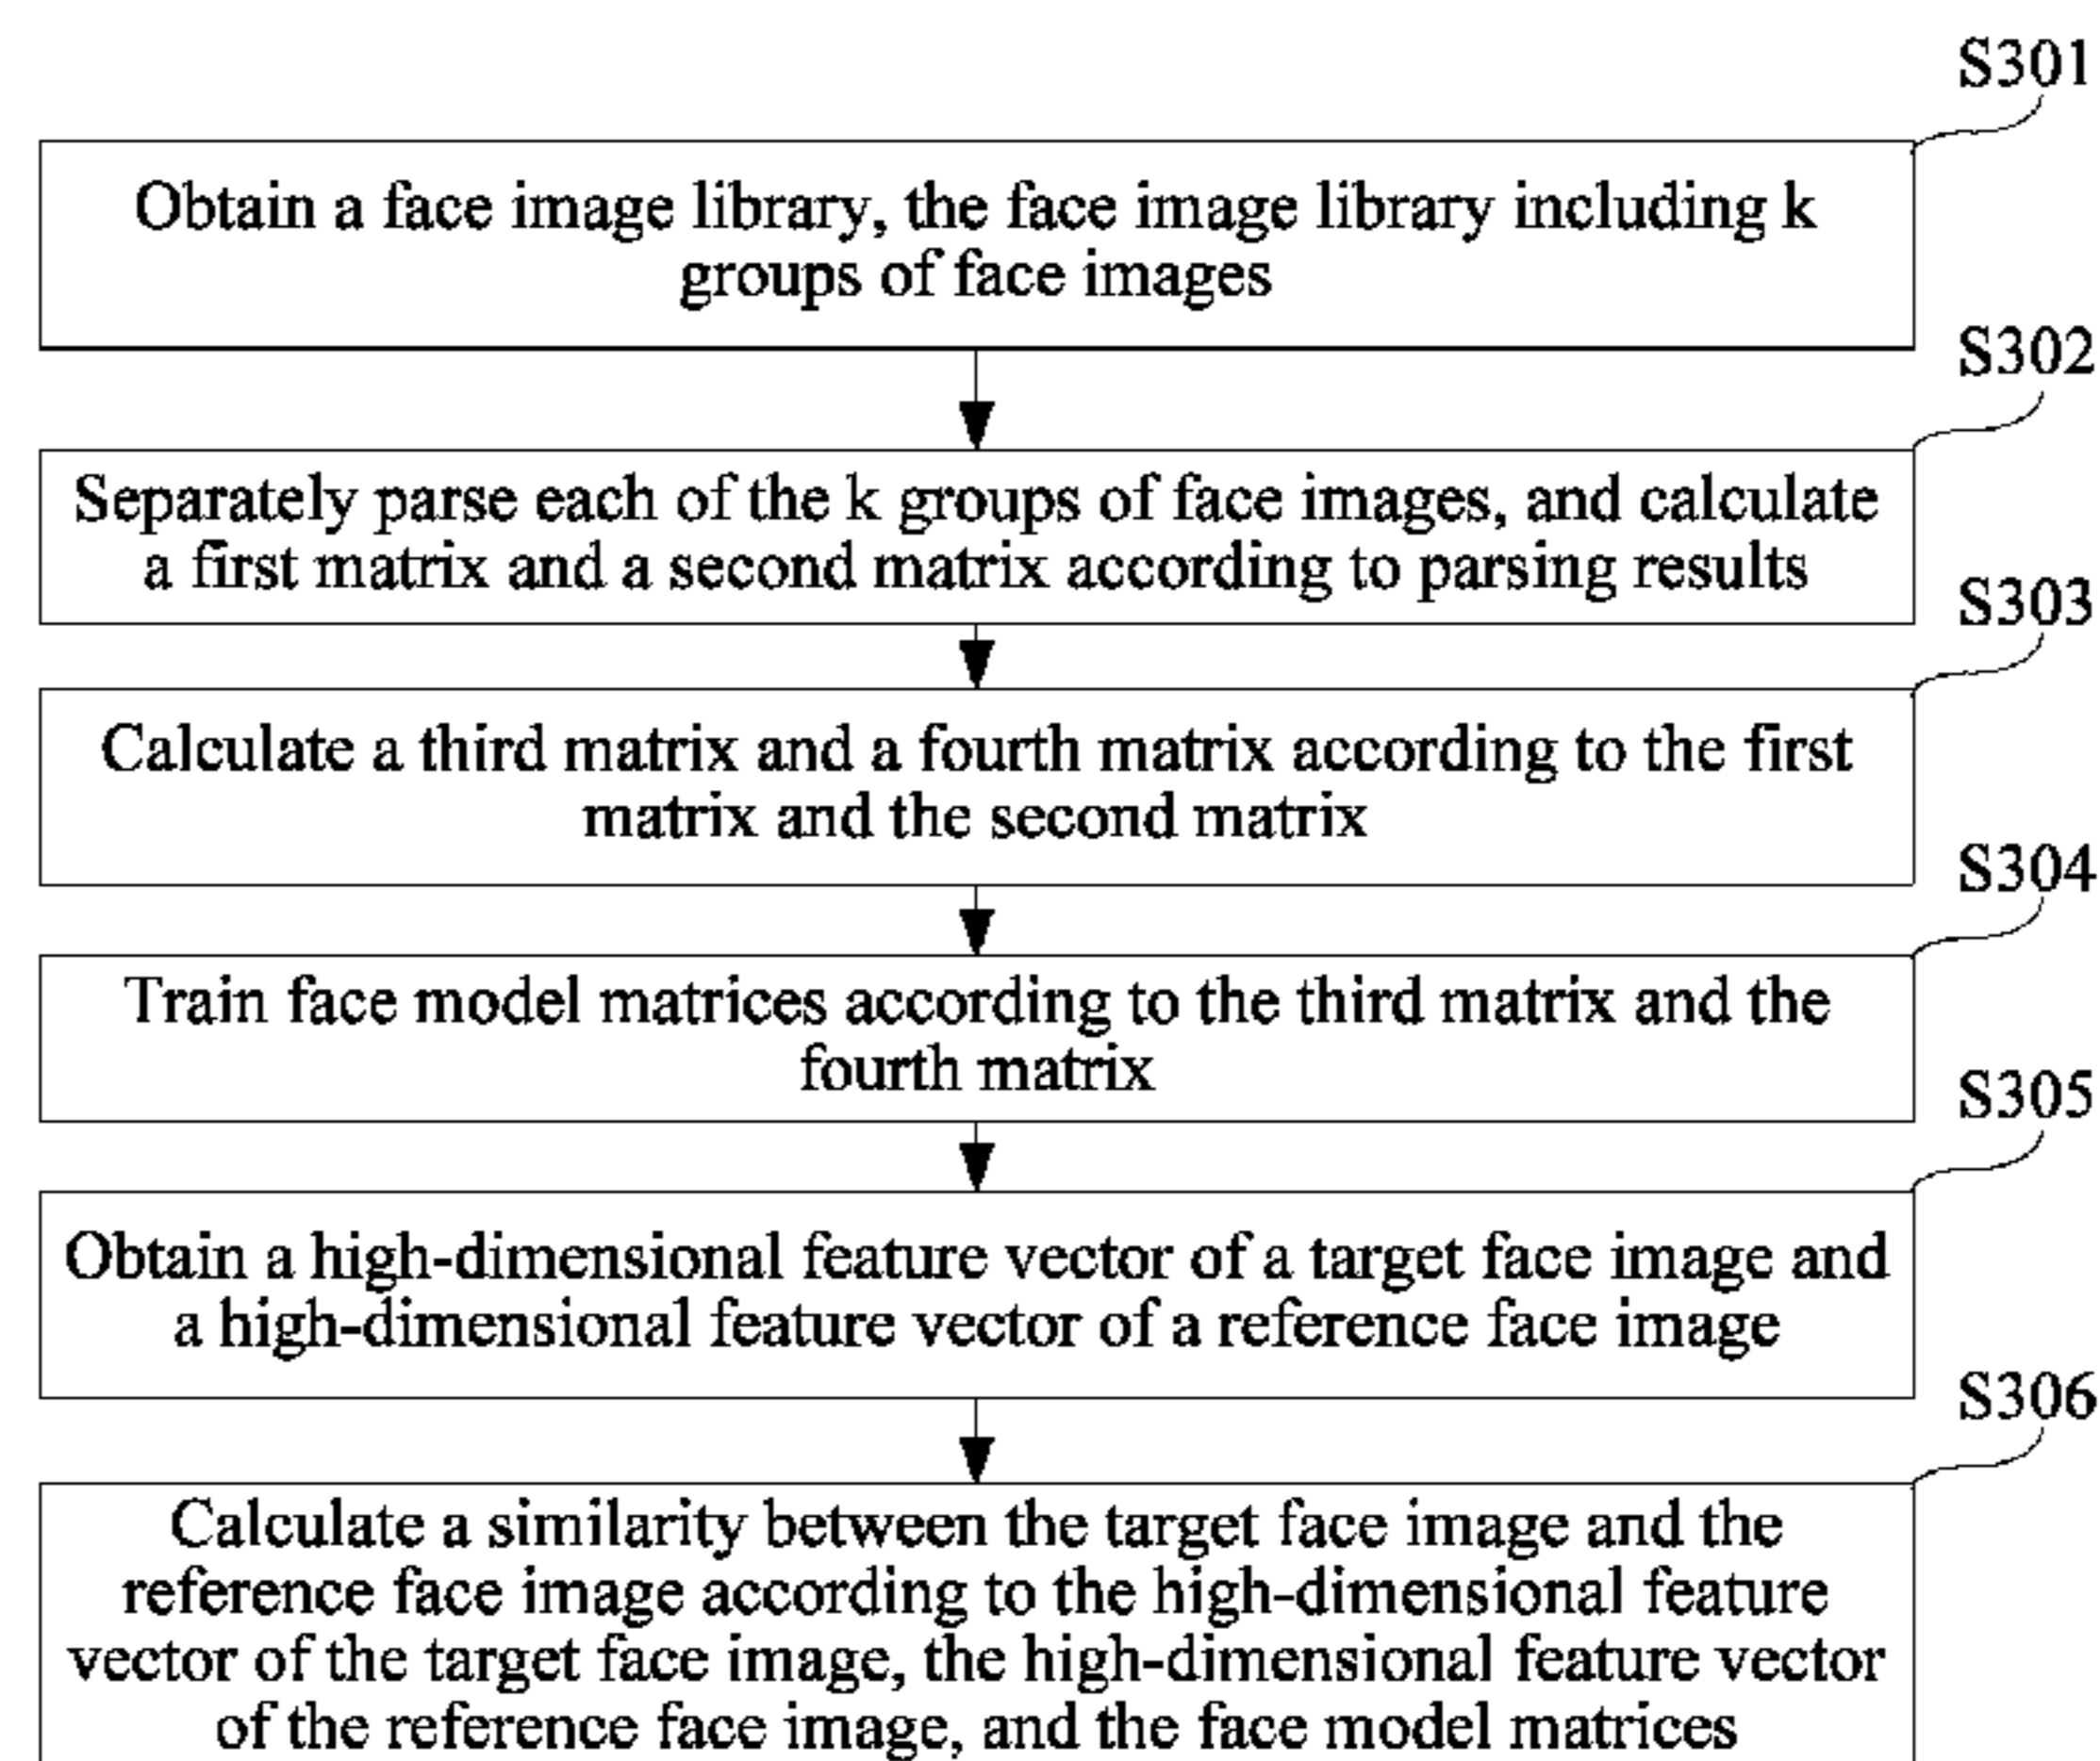 S301
Obtain a face image library, the face image library including k
groups of face images
S302
Separately parse each of the k groups of face images, and calculate
a first matrix and a second matrix according to parsing results
S303
Calculate a third matrix and a fourth matrix according to the first
matrix and the second matrix
S304
Train face model matrices according to the third matrix and the
fourth matrix
S305
Obtain a high-dimensional feature vector of a target face image and
a high-dimensional feature vector of a reference face image
S306
Calculate a similarity between the target face image and the
reference face image according to the high-dimensional feature
vector of the target face image, the high-dimensional feature vector
of the reference face image, and the face model matrices